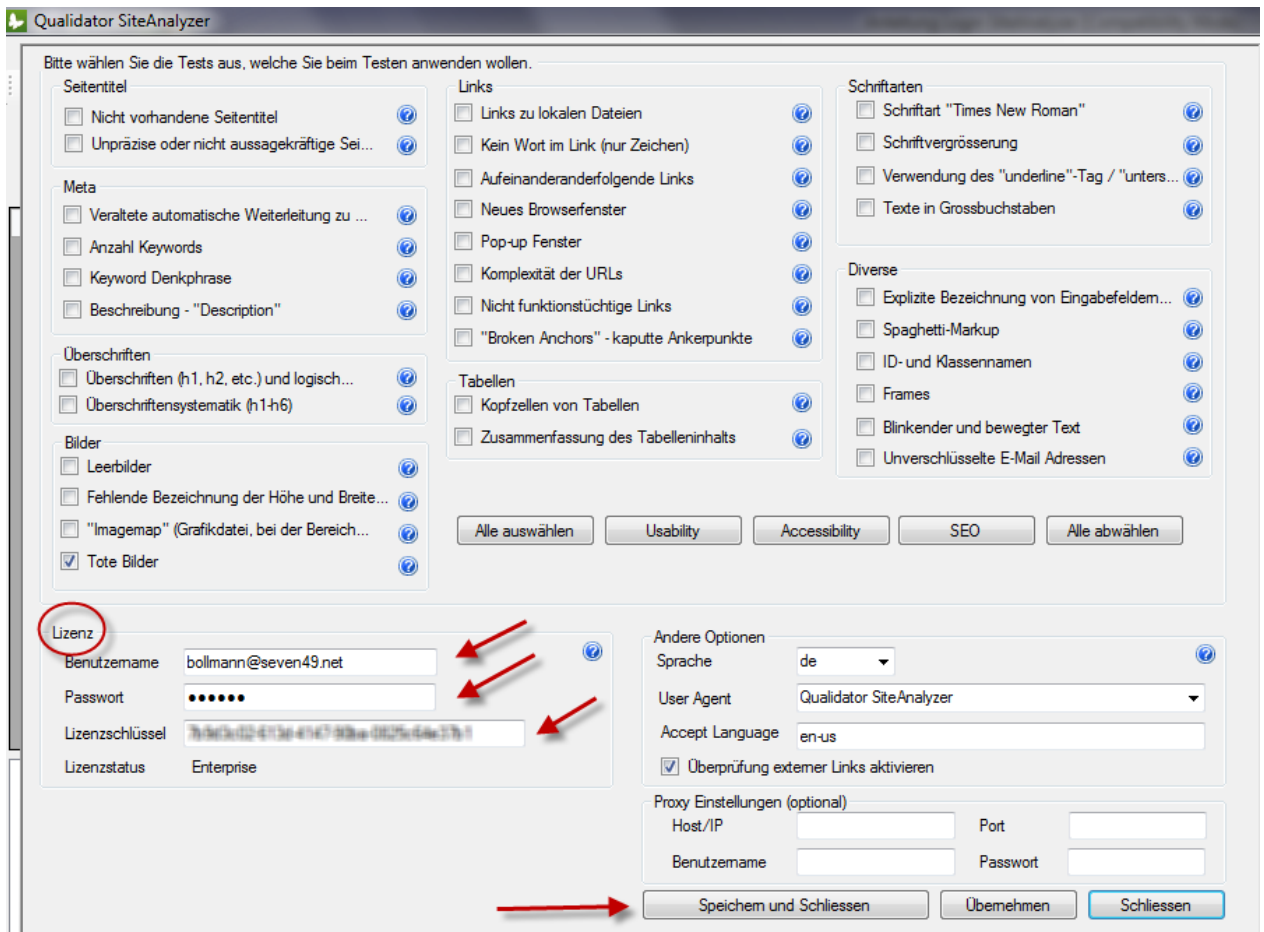 Qualidator SiteAnalyzer
Bitte wählen Sie die Tests aus, welche Sie beim Testen anwenden wollen.
Seitentitel
Nicht vorhandene Seitentitel
Unpräzise oder nicht aussagekräftige Sei...
Meta
Veraltete automatische Weiterleitung zu ...
Anzahl Keywords
Keyword Denkphrase
Beschreibung - "Description"
Überschriften
Überschriften (h1, h2, etc.) und logisch...
Überschriftensystematik (h1-h6)
Bilder
Leerbilder
Fehlende Bezeichnung der Höhe und Breite...
"Imagemap" (Grafikdatei, bei der Bereich...
Tote Bilder
Links
Links zu lokalen Dateien
Kein Wort im Link (nur Zeichen)
Aufeinanderanderfolgende Links
Neues Browserfenster
Pop-up Fenster
Komplexität der URLs
Nicht funktionstüchtige Links
"Broken Anchors" - kaputte Ankerpunkte
Tabellen
Kopfzellen von Tabellen
Zusammenfassung des Tabelleninhalts
Schriftarten
Schriftart "Times New Roman"
Schriftvergrösserung
Verwendung des "underline"-Tag / "unters...
Texte in Grossbuchstaben
Diverse
Explizite Bezeichnung von Eingabefeldern...
Spaghetti-Markup
ID- und Klassennamen
Frames
Blinkender und bewegter Text
Unverschlüsselte E-Mail Adressen
Alle auswählen
Usability
Accessibility
SEO
Alle abwählen
Lizenz
Benutzername bollmann@seven49.net
Passwort ••••••
Lizenzschlüssel
Lizenzstatus Enterprise
Andere Optionen
Sprache de
User Agent Qualidator SiteAnalyzer
Accept Language en-us
Überprüfung externer Links aktivieren
Proxy Einstellungen (optional)
Host/IP Port
Benutzername Passwort
Speichern und Schliessen
Übernehmen
Schliessen